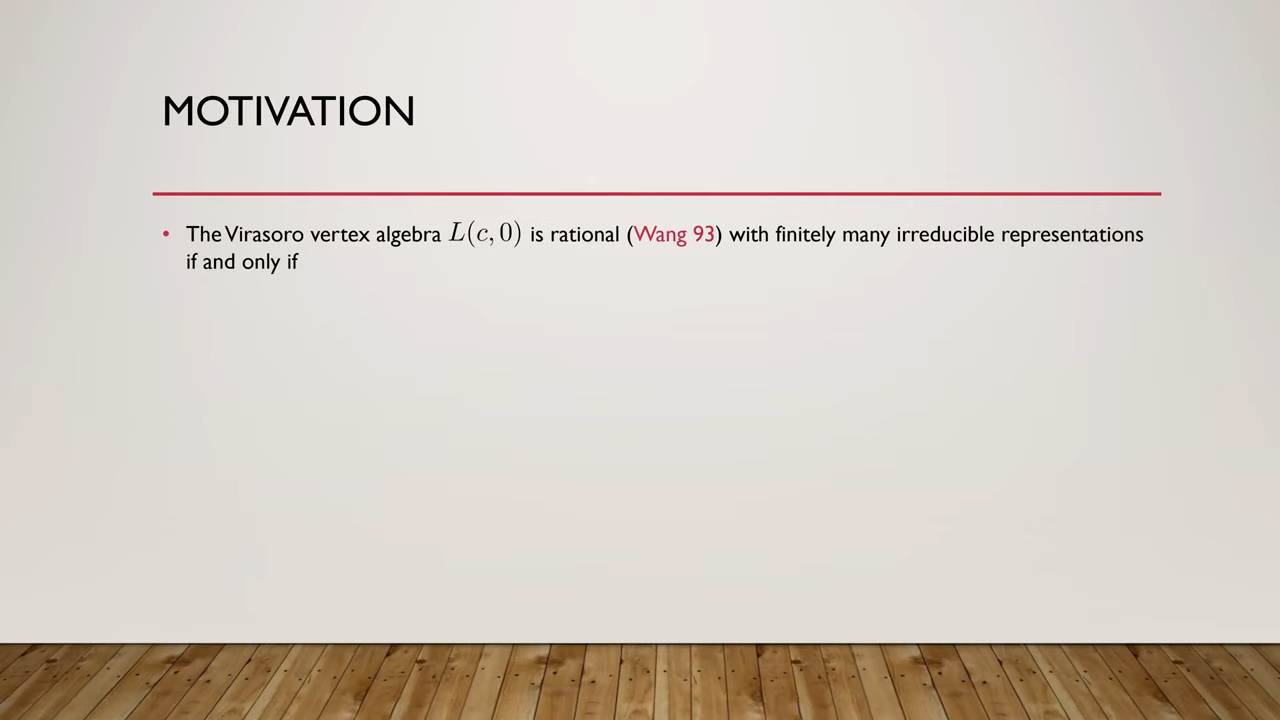 MOTIVATION
• The Virasoro vertex algebra L(c, 0) is rational (Wang 93) with finitely many irreducible representations
if and only if